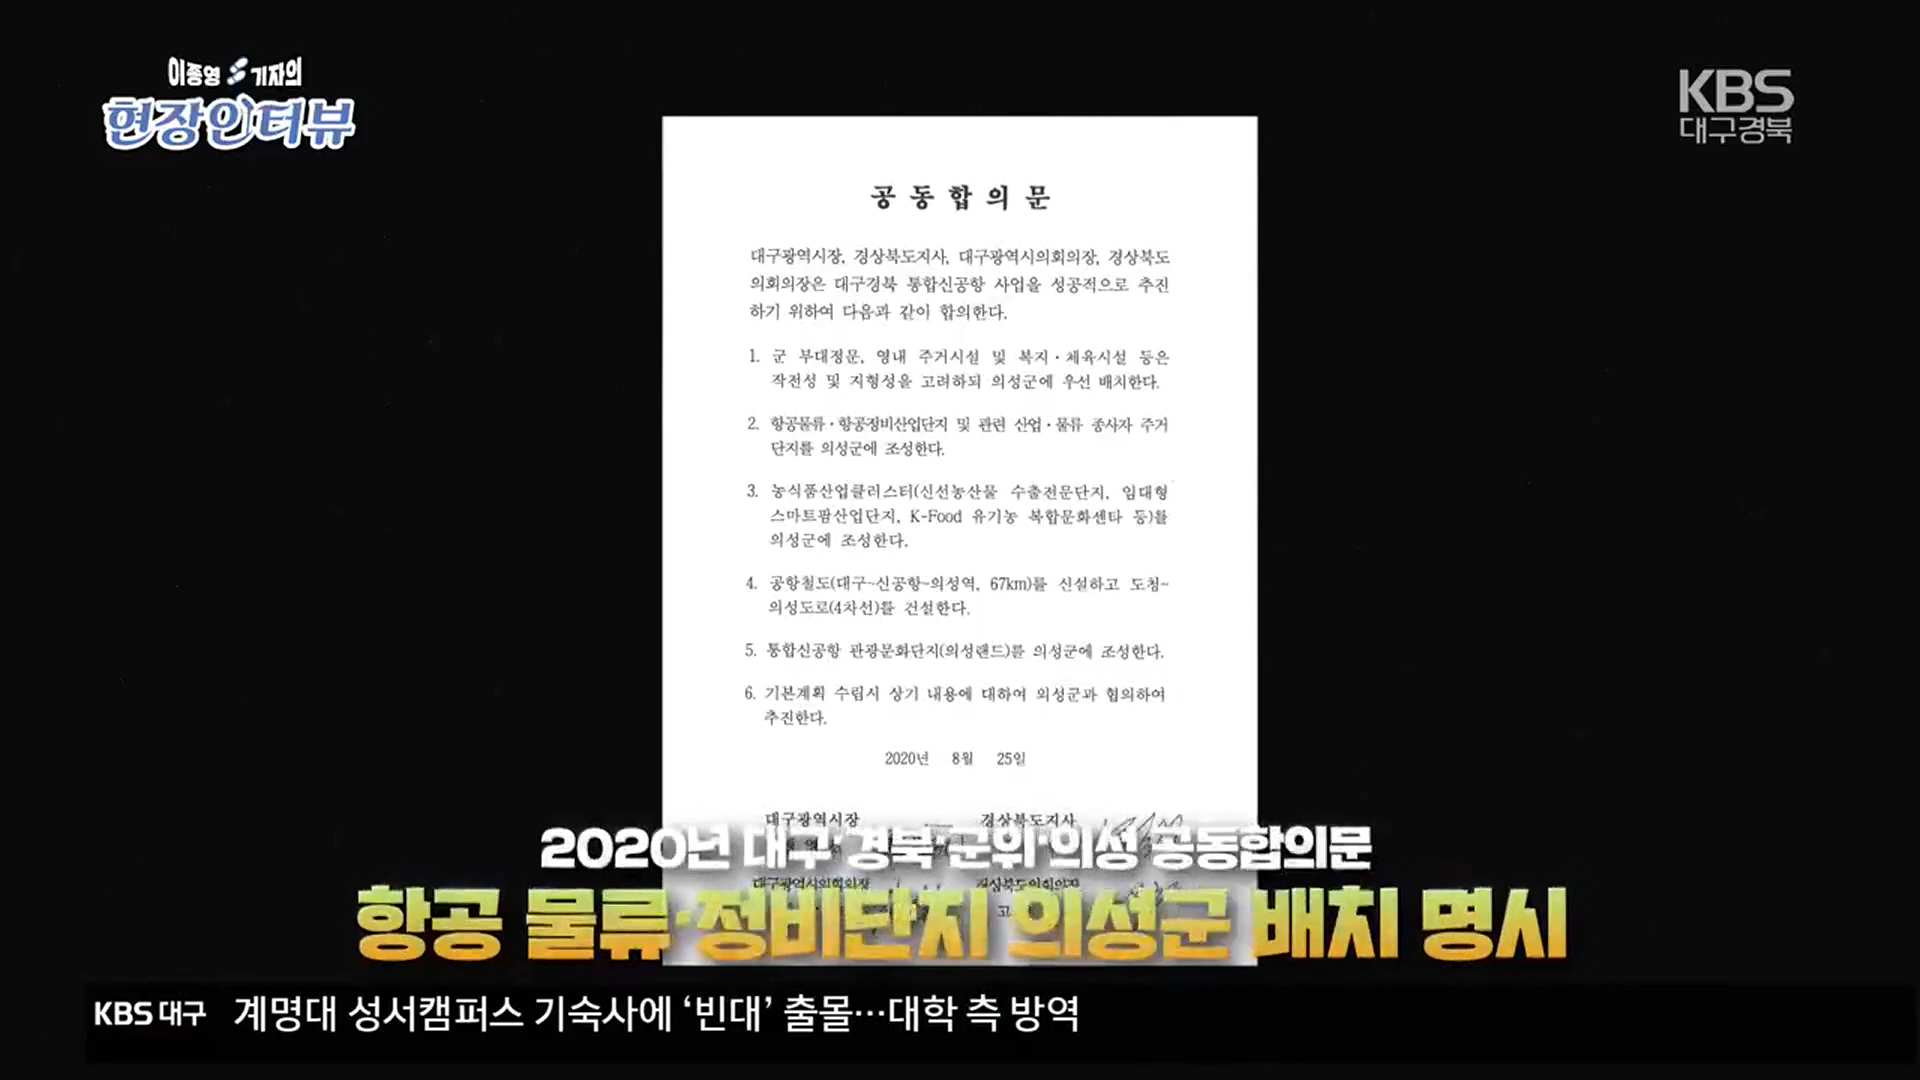 이종영 기자의
현장인터뷰
KBS
대구경북
공동합의문
대구광역시장, 경상북도지사, 대구광역시의회의장, 경상북도
의회의장은 대구경북 통합신공항 사업을 성공적으로 추진
하기 위하여 다음과 같이 합의한다.
1. 군 부대정문, 영내 주거시설 및 복지·체육시설 등은
작전성 및 지형성을 고려하되 의성군에 우선 배치한다.
2. 항공물류·항공정비산업단지 및 관련 산업·물류 종사자 주거
단지를 의성군에 조성한다.
3. 농식품산업클러스터(신선농산물 수출전문단지, 임대형
스마트팜산업단지, K-Food 유기농 복합문화센타 등)를
의성군에 조성한다.
4. 공항철도(대구~신공항~의성역, 67km)를 신설하고 도청~
의성도로(4차선)를 건설한다.
5. 통합신공항 관광문화단지(의성랜드)를 의성군에 조성한다.
6. 기본계획 수립시 상기 내용에 대하여 의성군과 협의하여
추진한다.
2020년 8월 25일
대구광역시장 경상북도지사
2020년 대구·경북·군위·의성 공동합의문
대구광역시의회의장 경상북도의회의장
항공 물류·정비단지 의성군 배치 명시
KBS 대구 계명대 성서캠퍼스 기숙사에 ‘빈대’ 출몰…대학 측 방역